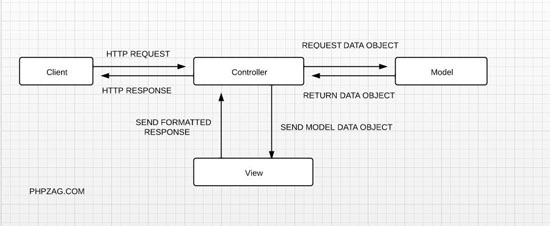 HTTP REQUEST
REQUEST DATA OBJECT
Client
Controller
Model
HTTP RESPONSE
RETURN DATA OBJECT
SEND FORMATTED
RESPONSE
SEND MODEL DATA OBJECT
View
PHPZAG.COM